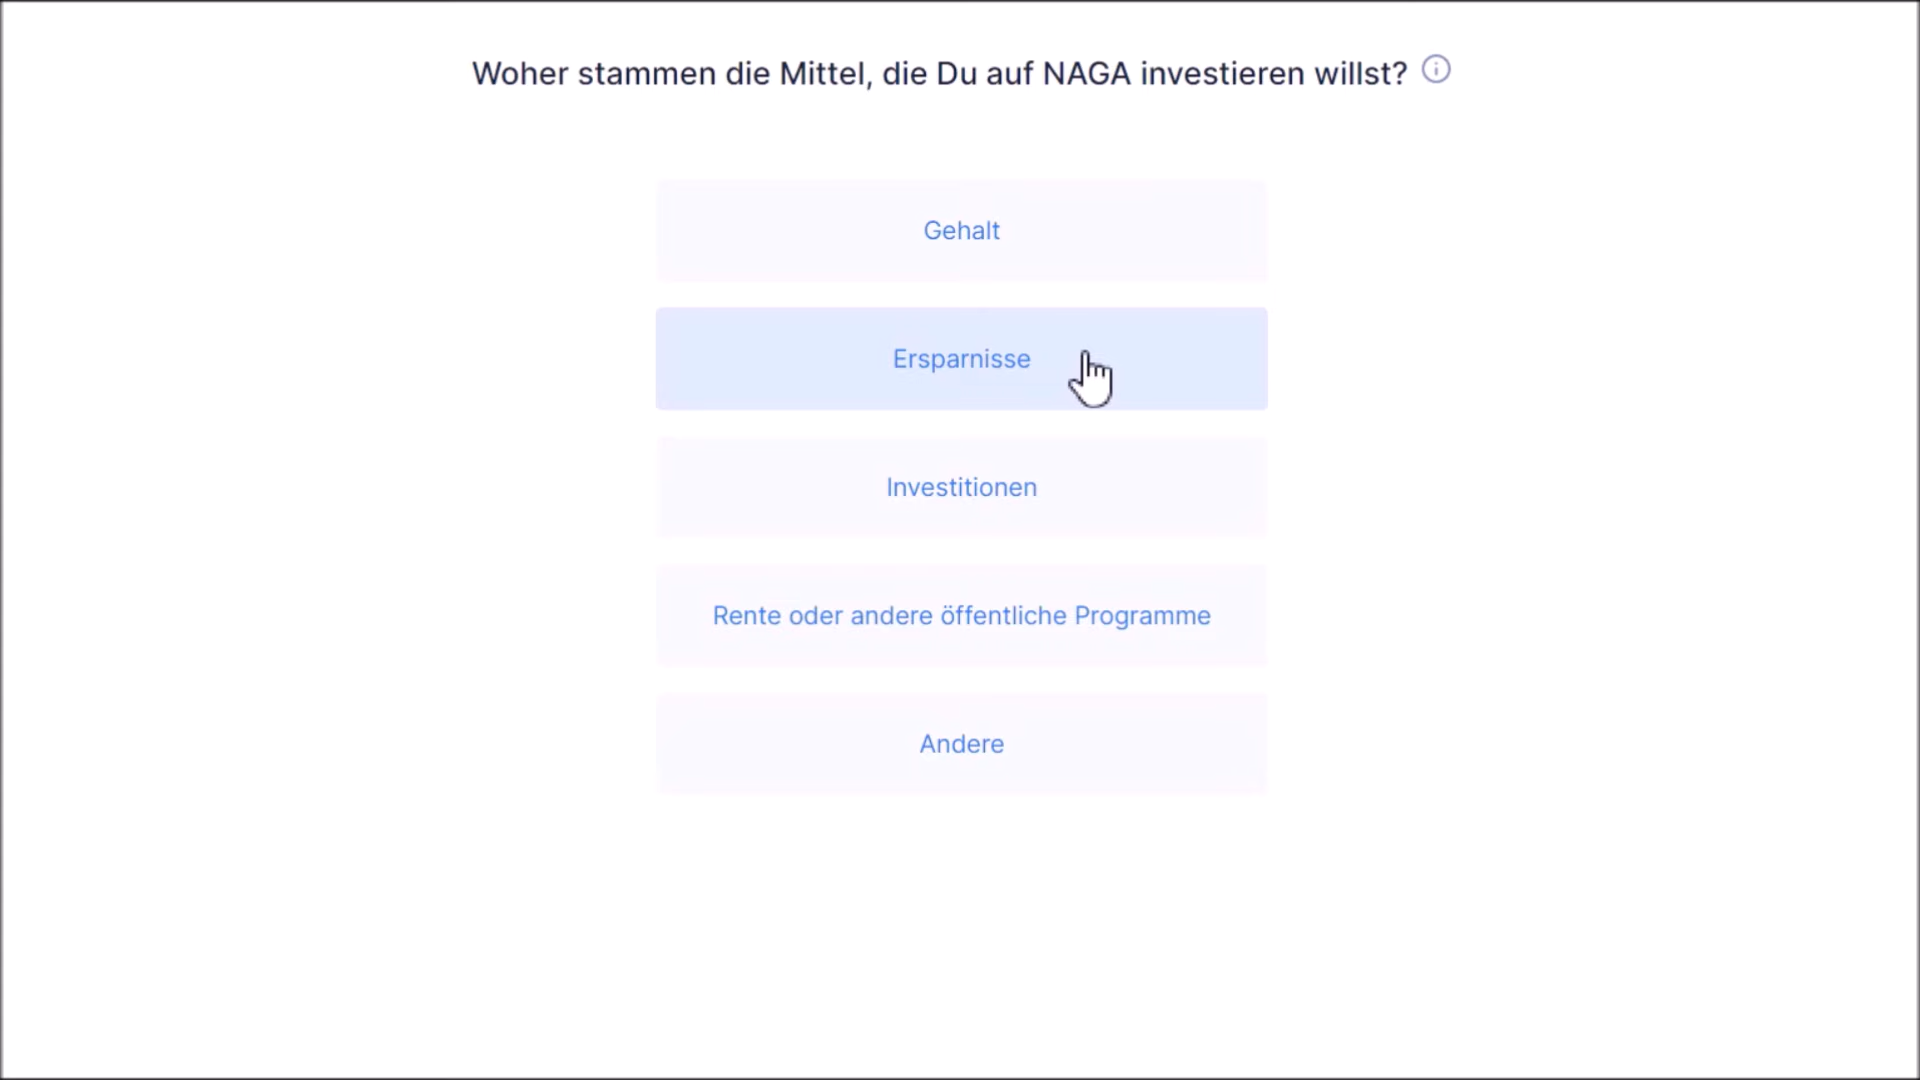 Woher stammen die Mittel, die Du auf NAGA investieren willst?
Gehalt
Ersparnisse
Investitionen
Rente oder andere öffentliche Programme
Andere